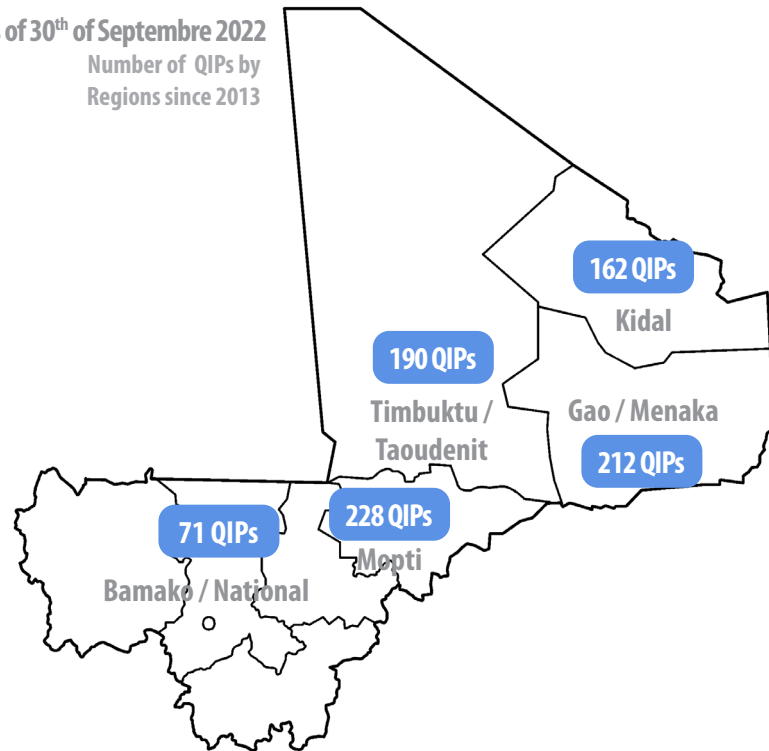 of 30th of Septembre 2022
Number of QIPs by
Regions since 2013
162 QIPs
Kidal
190 QIPs
Timbuktu /
Taoudenit
Gao / Menaka
212 QIPs
228 QIPs
Mopti
71 QIPs
Bamako / National